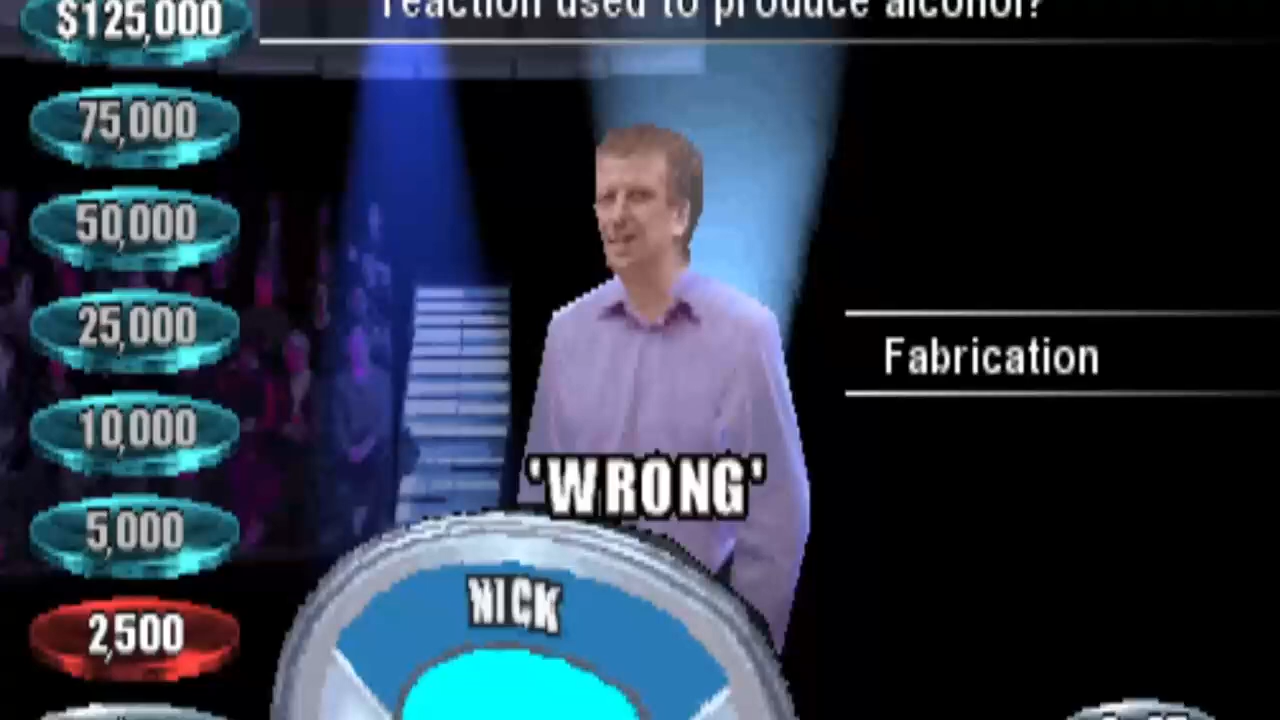 reaction used to produce alcohol?
$125,000
75,000
50,000
25,000
10,000
5,000
2,500
Fabrication
'WRONG'
NICK